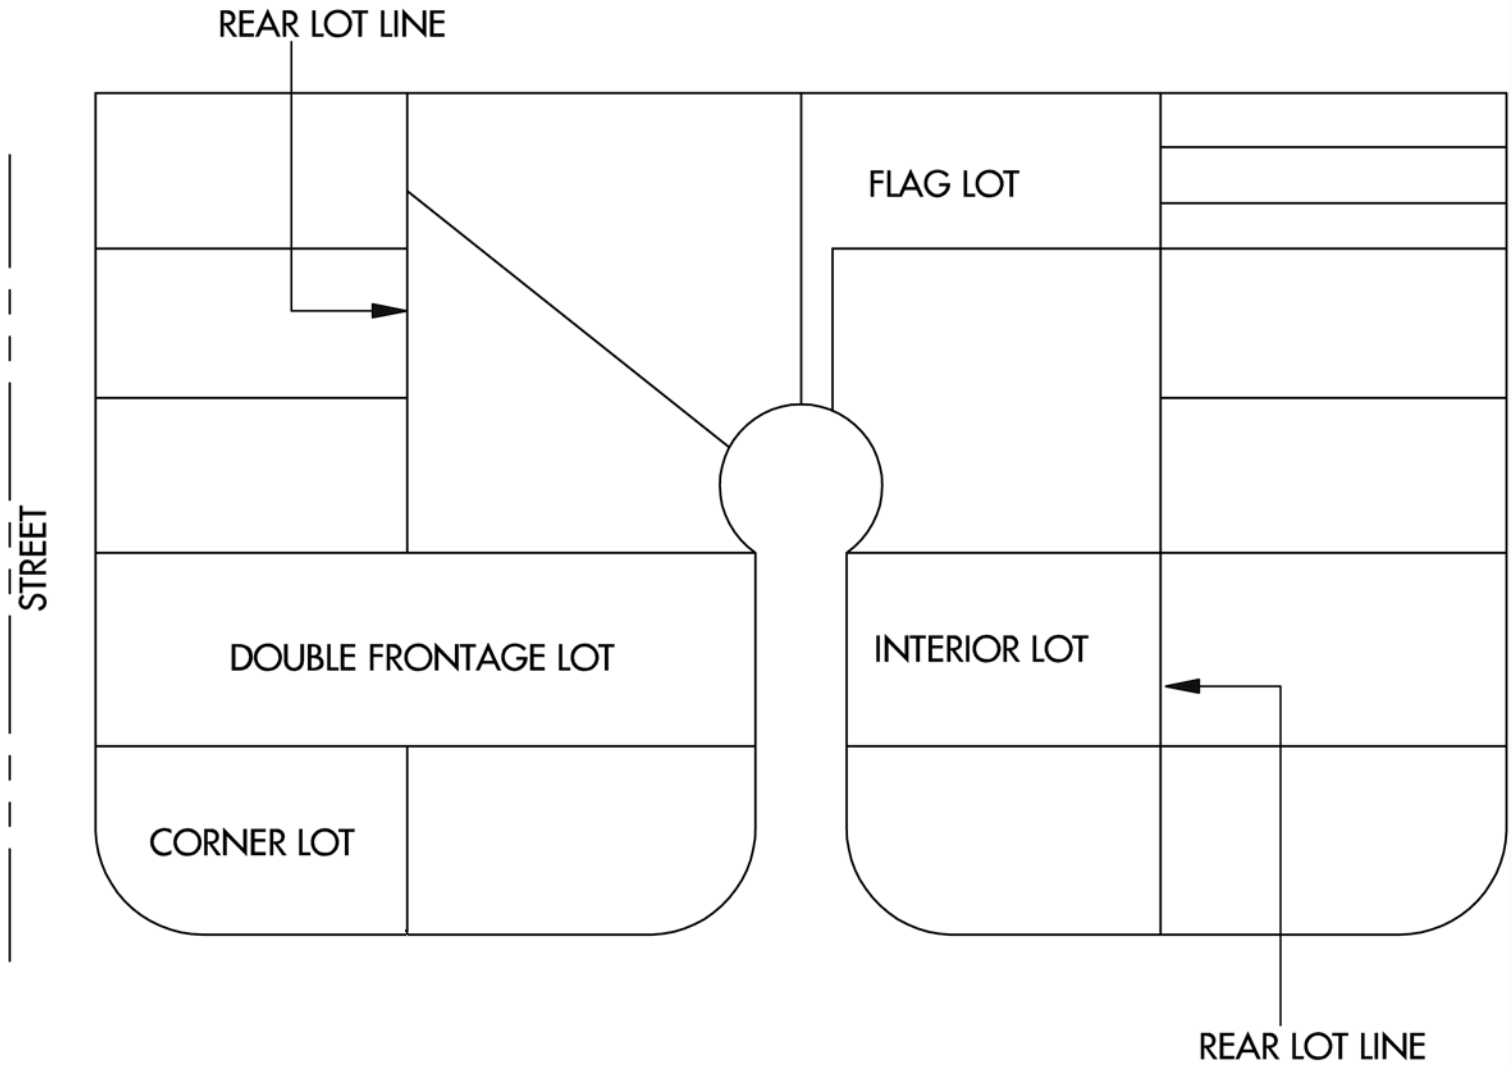 REAR LOT LINE
FLAG LOT
STREET
DOUBLE FRONTAGE LOT
INTERIOR LOT
CORNER LOT
REAR LOT LINE